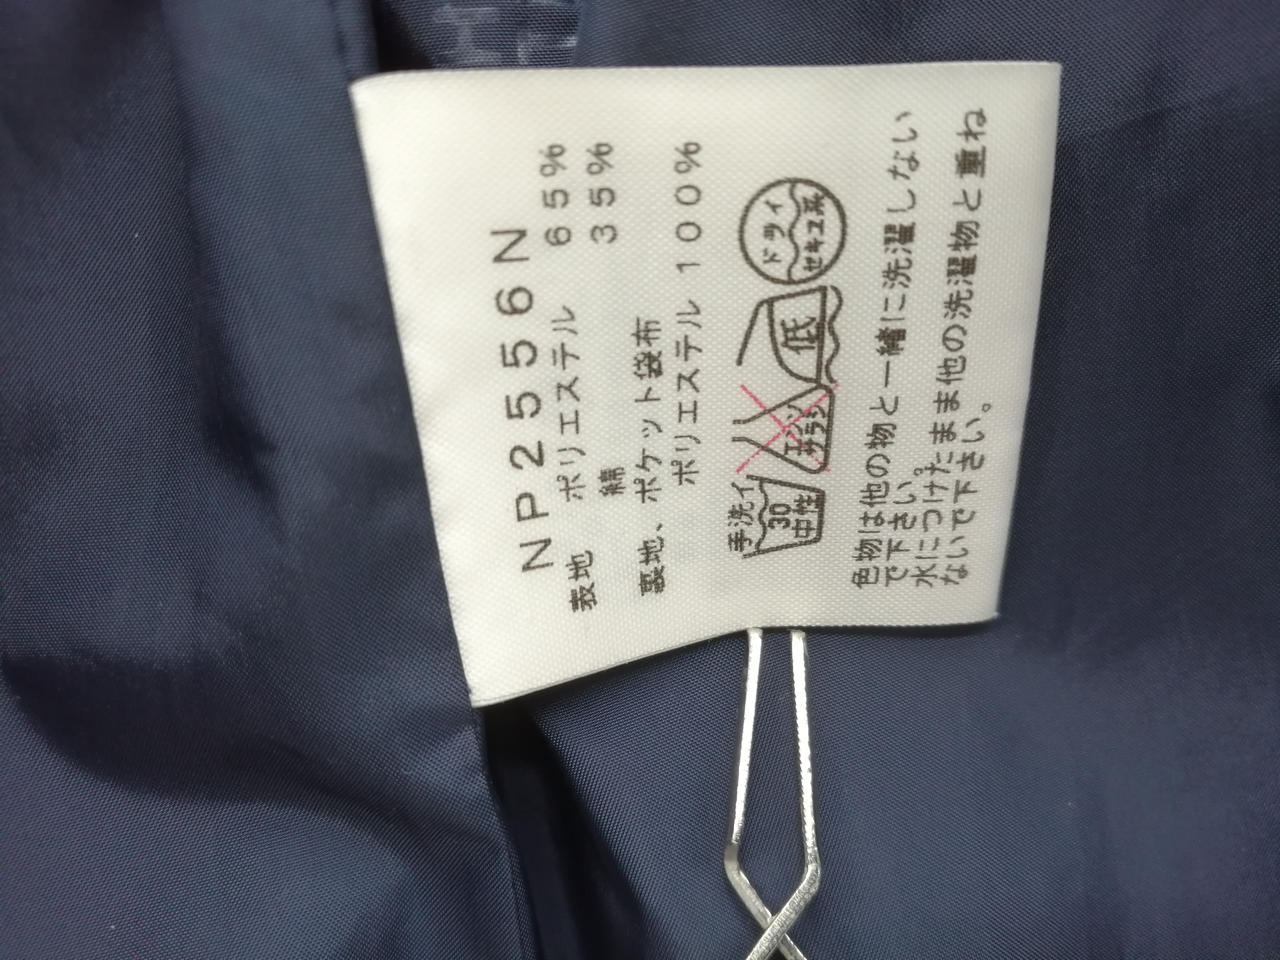 NP2556N
表地 ポリエステル 65%
綿 35%
裏地、ポケット袋布
ポリエステル 100%
手洗イ
30
中性
エンソ
サラシ
低
ドライ
セキユ系
色物は他の物と一緒に洗濯しない
で下さい。
水につけたまま他の洗濯物と重ね
ないで下さい。